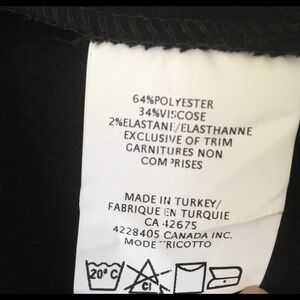 64%POLYESTER
34%VISCOSE
2%ELASTANE/ELASTHANNE
EXCLUSIVE OF TRIM
GARNITURES NON
COMPRISES
MADE IN TURKEY/
FABRIQUE EN TURQUIE
CA 42675
4228405 CANADA INC.
MODE TRICOTTO
20° C
Cl